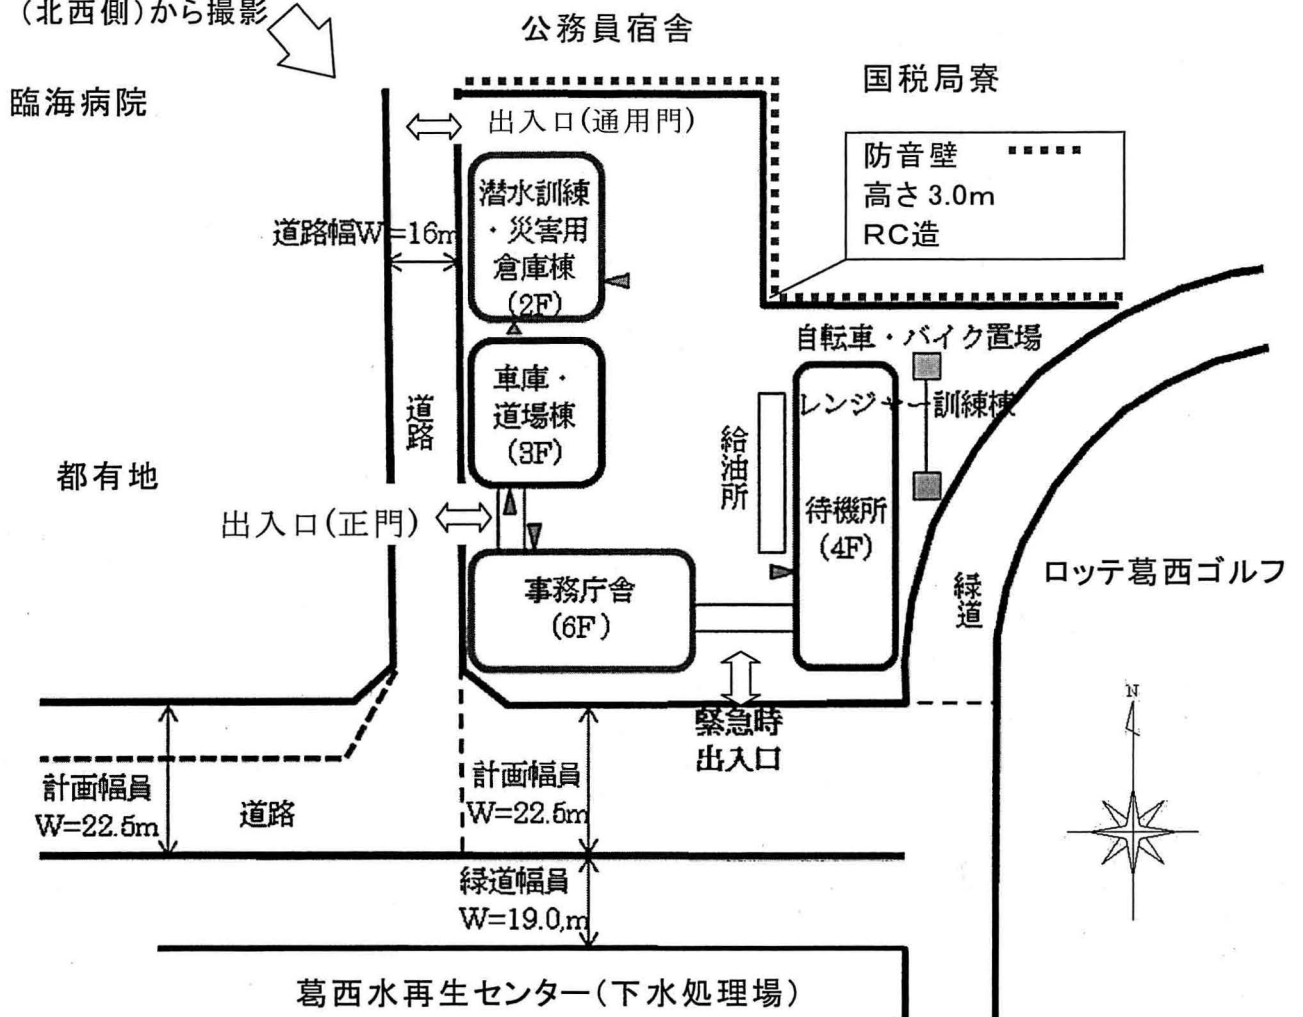 （北西側）から撮影
公務員宿舎
国税局寮
臨海病院
出入口(通用門)
防音壁
高さ3.0m
RC造
潜水訓練
・災害用
倉庫棟
(2F)
道路幅W=16m
自転車・バイク置場
車庫・
道場棟
(3F)
道路
レンジャー訓練棟
給油所
都有地
出入口(正門)
待機所
(4F)
事務庁舎
(6F)
緑道
ロッテ葛西ゴルフ
緊急時
出入口
N
計画幅員
W=22.5m
道路
計画幅員
W=22.5m
緑道幅員
W=19.0,m
葛西水再生センター（下水処理場）